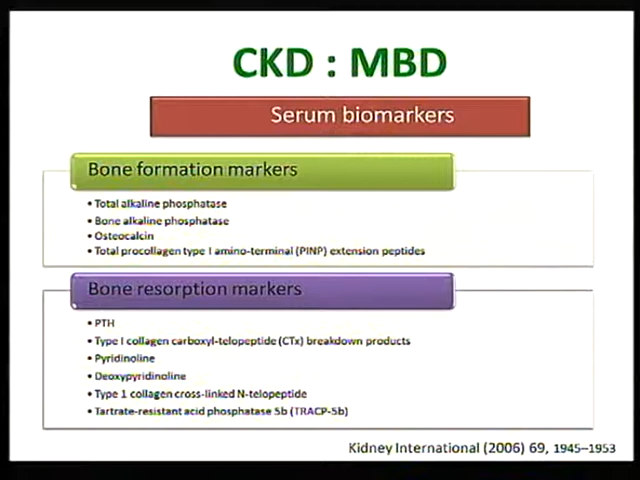 CKD : MBD
Serum biomarkers
Bone formation markers
• Total alkaline phosphatase
• Bone alkaline phosphatase
• Osteocalcin
• Total procollagen type I amino-terminal (PINP) extension peptides
Bone resorption markers
• PTH
• Type I collagen carboxyl-telopeptide (CTx) breakdown products
• Pyridinoline
• Deoxypyridinoline
• Type 1 collagen cross-linked N-telopeptide
• Tartrate-resistant acid phosphatase 5b (TRACP-5b)
Kidney International (2006) 69, 1945–1953